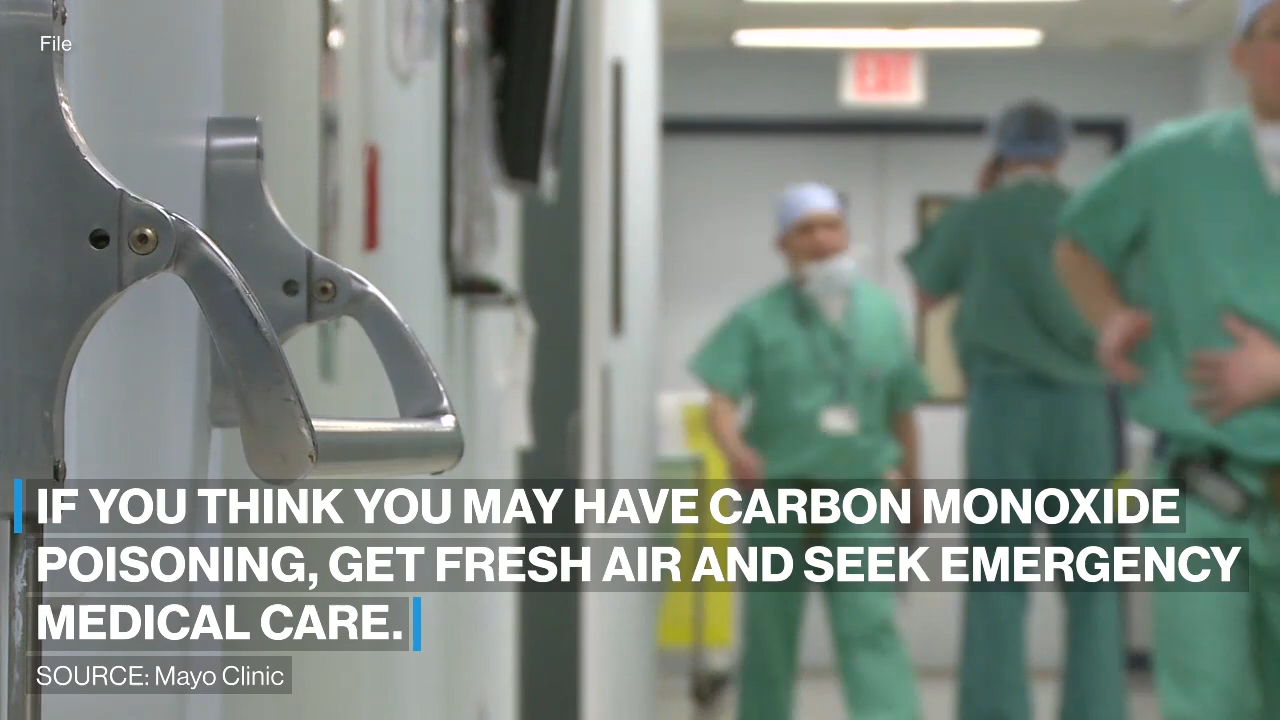 File
EXIT
IF YOU THINK YOU MAY HAVE CARBON MONOXIDE
POISONING, GET FRESH AIR AND SEEK EMERGENCY
MEDICAL CARE.
SOURCE: Mayo Clinic